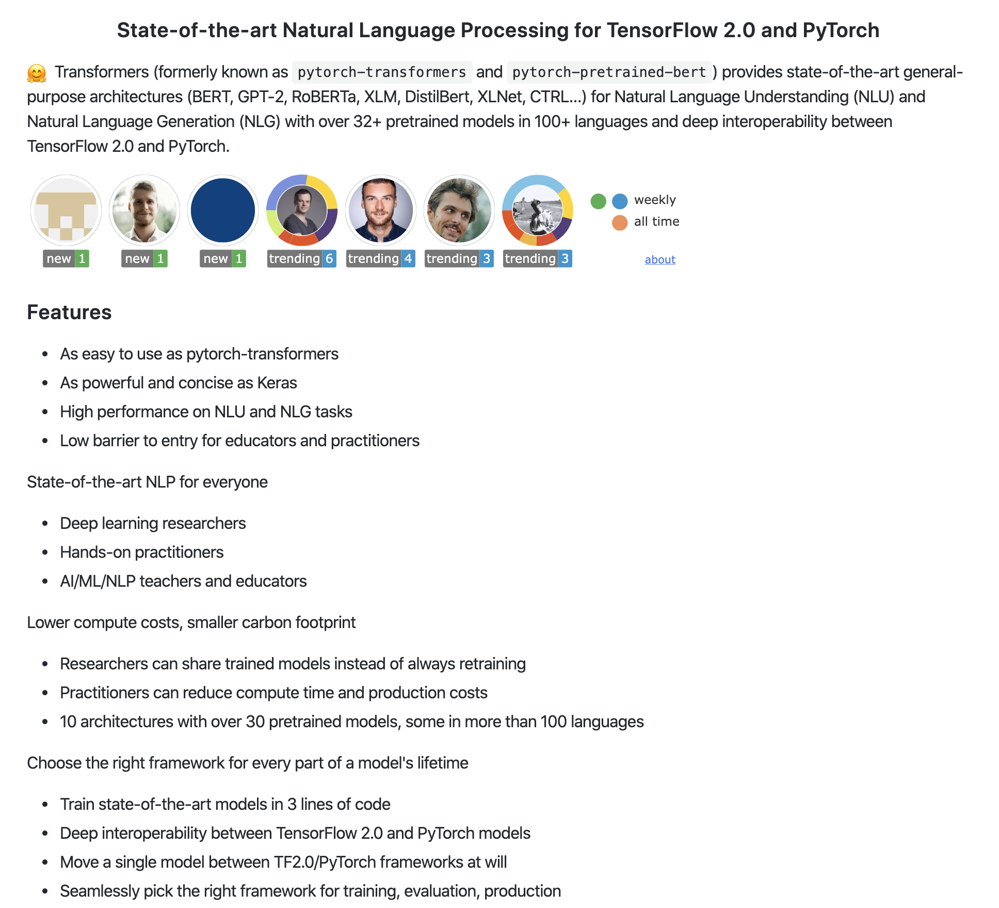 State-of-the-art Natural Language Processing for TensorFlow 2.0 and PyTorch
🤗 Transformers (formerly known as pytorch-transformers and pytorch-pretrained-bert) provides state-of-the-art general-
purpose architectures (BERT, GPT-2, RoBERTa, XLM, DistilBert, XLNet, CTRL...) for Natural Language Understanding (NLU) and
Natural Language Generation (NLG) with over 32+ pretrained models in 100+ languages and deep interoperability between
TensorFlow 2.0 and PyTorch.
weekly
all time
new 1 new 1 new 1 trending 6 trending 4 trending 3 trending 3 about
Features
• As easy to use as pytorch-transformers
• As powerful and concise as Keras
• High performance on NLU and NLG tasks
• Low barrier to entry for educators and practitioners
State-of-the-art NLP for everyone
• Deep learning researchers
• Hands-on practitioners
• AI/ML/NLP teachers and educators
Lower compute costs, smaller carbon footprint
• Researchers can share trained models instead of always retraining
• Practitioners can reduce compute time and production costs
• 10 architectures with over 30 pretrained models, some in more than 100 languages
Choose the right framework for every part of a model's lifetime
• Train state-of-the-art models in 3 lines of code
• Deep interoperability between TensorFlow 2.0 and PyTorch models
• Move a single model between TF2.0/PyTorch frameworks at will
• Seamlessly pick the right framework for training, evaluation, production